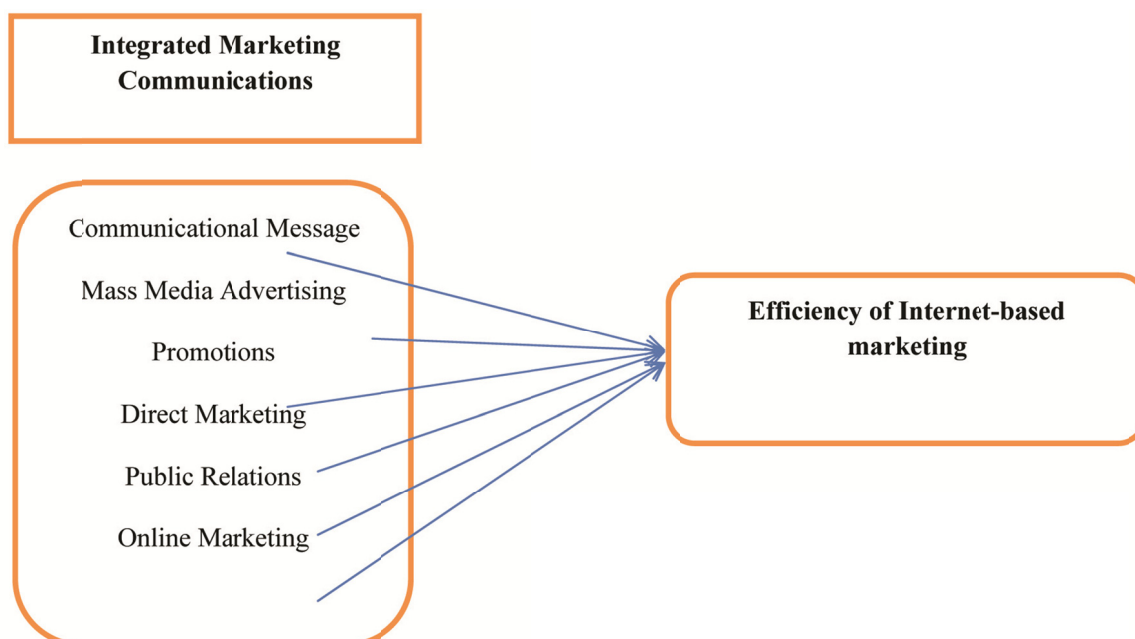 Integrated Marketing
Communications
Communicational Message
Mass Media Advertising
Promotions
Direct Marketing
Public Relations
Online Marketing
Efficiency of Internet-based
marketing